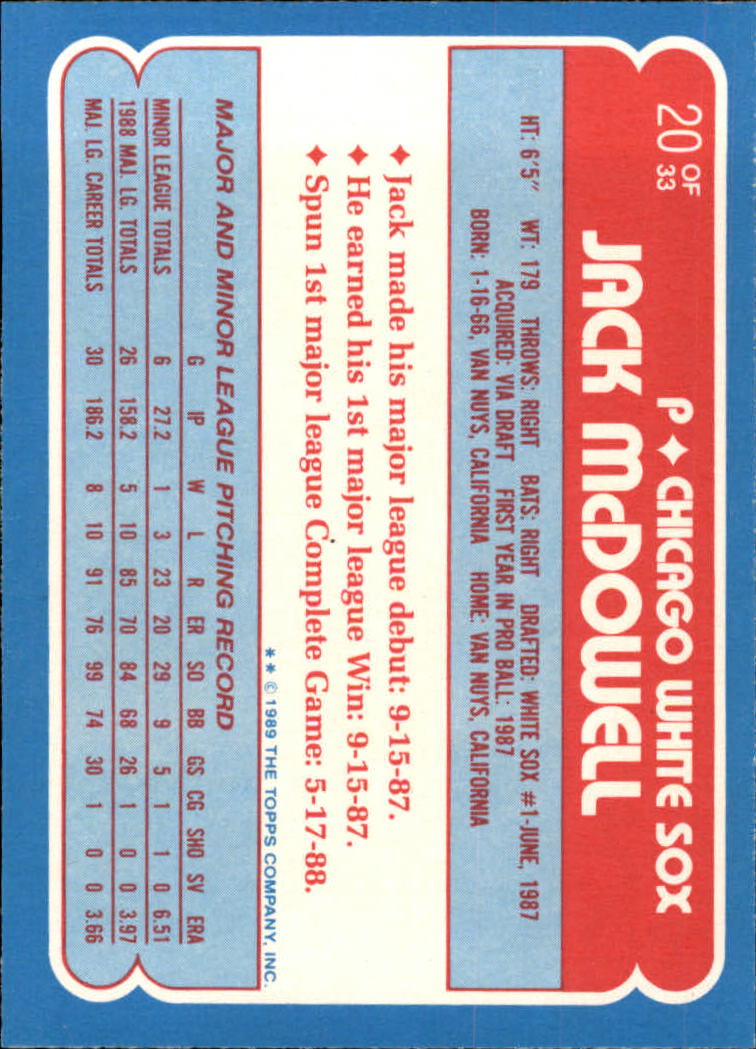 20 OF 33
P ♦ CHICAGO WHITE SOX
JACK McDOWELL
HT: 6'5" WT: 179 THROWS: RIGHT BATS: RIGHT DRAFTED: WHITE SOX #1-JUNE, 1987
ACQUIRED: VIA DRAFT FIRST YEAR IN PRO BALL: 1987
BORN: 1-16-66, VAN NUYS, CALIFORNIA HOME: VAN NUYS, CALIFORNIA
♦ Jack made his major league debut: 9-15-87.
♦ He earned his 1st major league Win: 9-15-87.
♦ Spun 1st major league Complete Game: 5-17-88.
** © 1989 THE TOPPS COMPANY, INC.
MAJOR AND MINOR LEAGUE PITCHING RECORD
G IP W L R ER SO BB GS CG SHO SV ERA
MINOR LEAGUE TOTALS 6 27.2 1 3 23 20 29 9 5 1 1 0 6.51
1988 MAJ. LG. TOTALS 26 158.2 5 10 85 70 84 68 26 1 0 0 3.97
MAJ. LG. CAREER TOTALS 30 186.2 8 10 91 76 99 74 30 1 0 0 3.66